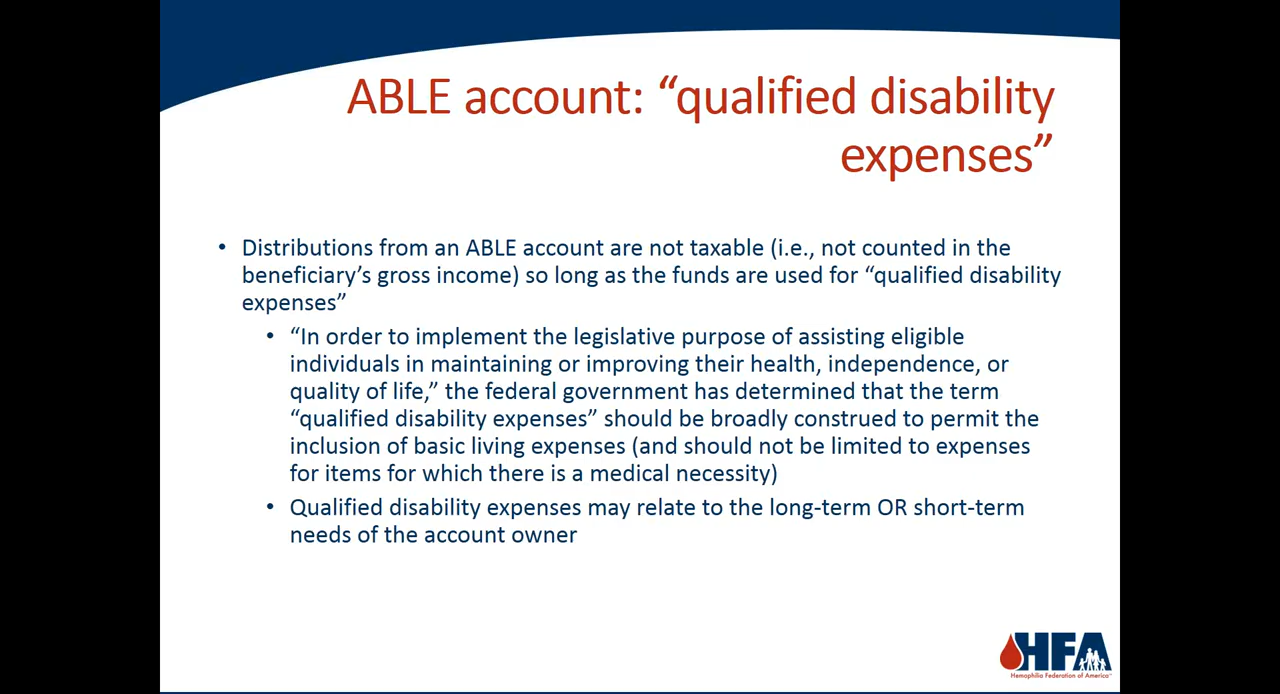 ABLE account: “qualified disability
expenses”
• Distributions from an ABLE account are not taxable (i.e., not counted in the
beneficiary’s gross income) so long as the funds are used for “qualified disability
expenses”
• “In order to implement the legislative purpose of assisting eligible
individuals in maintaining or improving their health, independence, or
quality of life,” the federal government has determined that the term
“qualified disability expenses” should be broadly construed to permit the
inclusion of basic living expenses (and should not be limited to expenses
for items for which there is a medical necessity)
• Qualified disability expenses may relate to the long-term OR short-term
needs of the account owner
HFA
Hemophilia Federation of America